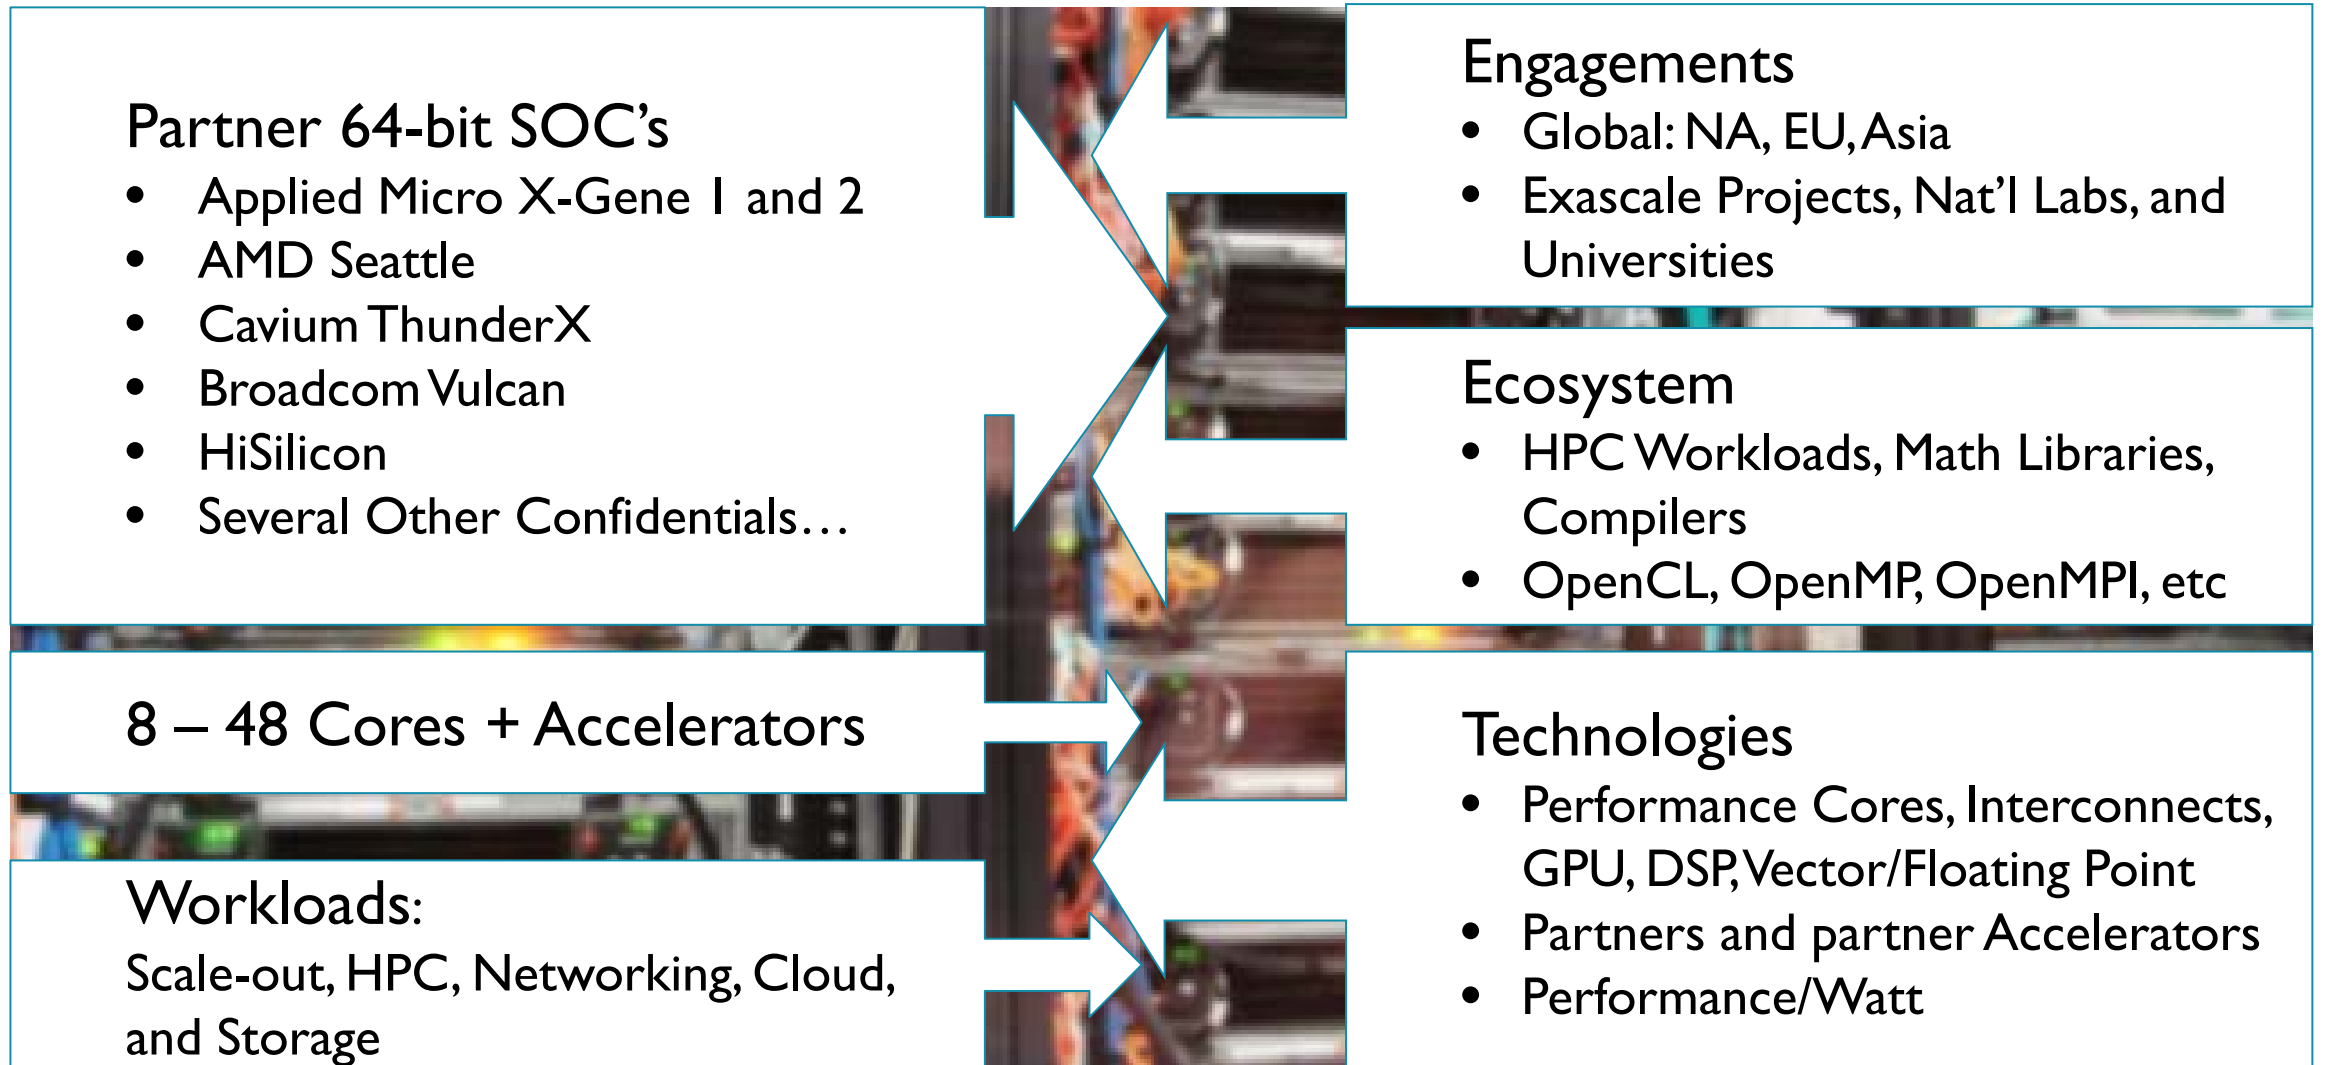 Partner 64-bit SOC’s
• Applied Micro X-Gene 1 and 2
• AMD Seattle
• Cavium ThunderX
• Broadcom Vulcan
• HiSilicon
• Several Other Confidentials…
8 – 48 Cores + Accelerators
Workloads:
Scale-out, HPC, Networking, Cloud,
and Storage
Engagements
• Global: NA, EU, Asia
• Exascale Projects, Nat’l Labs, and
Universities
Ecosystem
• HPC Workloads, Math Libraries,
Compilers
• OpenCL, OpenMP, OpenMPI, etc
Technologies
• Performance Cores, Interconnects,
GPU, DSP, Vector/Floating Point
• Partners and partner Accelerators
• Performance/Watt